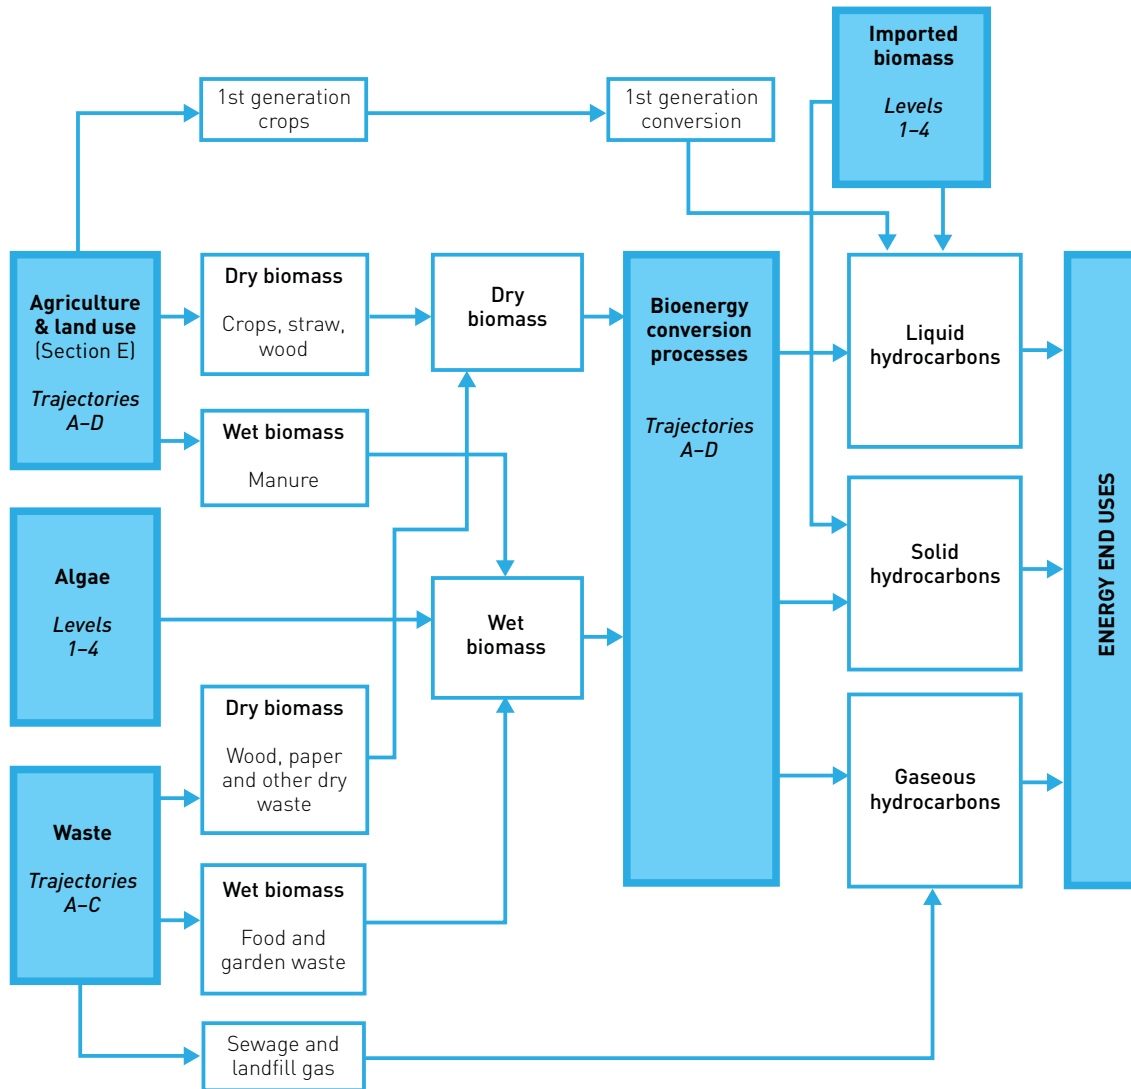 Imported
biomass
Levels
1–4
1st generation
crops
1st generation
conversion
Agriculture
& land use
(Section E)
Trajectories
A–D
Dry biomass
Crops, straw,
wood
Dry
biomass
Bioenergy
conversion
processes
Trajectories
A–D
Liquid
hydrocarbons
Wet biomass
Manure
Algae
Levels
1–4
Wet
biomass
Solid
hydrocarbons
ENERGY END USES
Dry biomass
Wood, paper
and other dry
waste
Gaseous
hydrocarbons
Waste
Trajectories
A–C
Wet biomass
Food and
garden waste
Sewage and
landfill gas